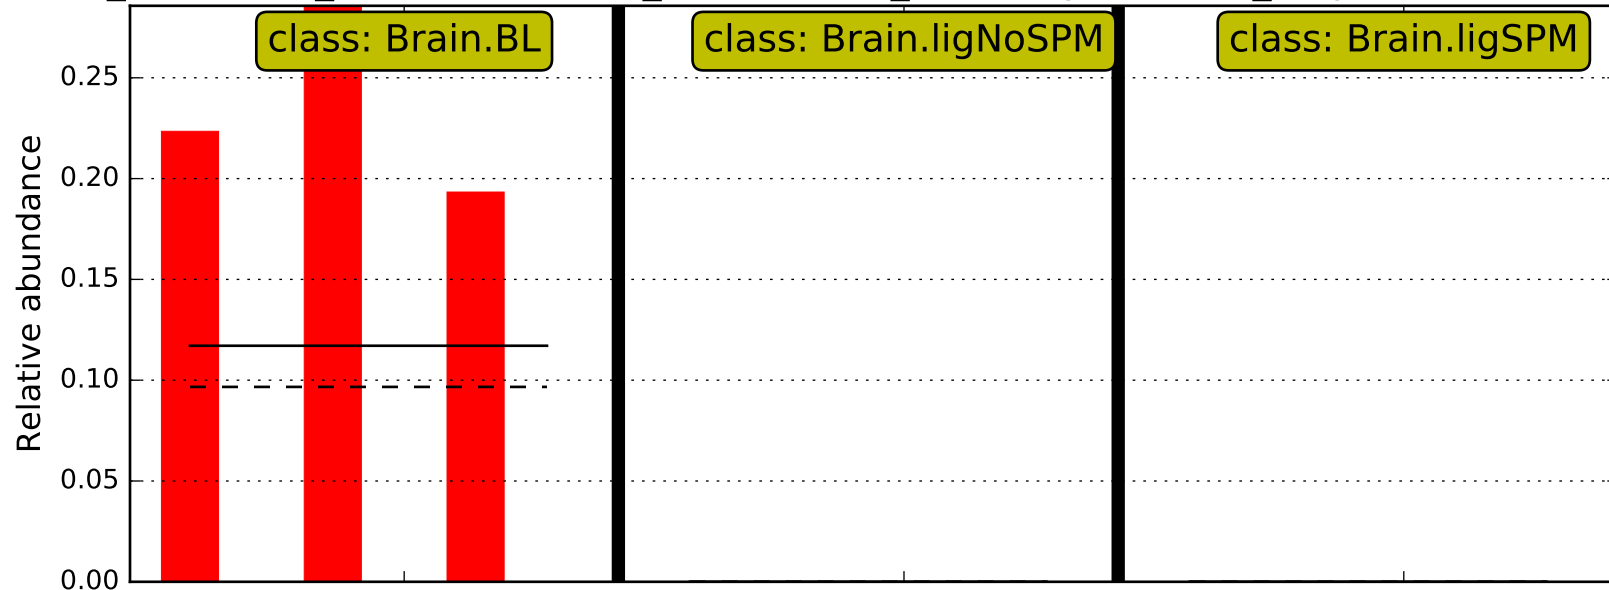 class: Brain.BL
class: Brain.ligNoSPM
class: Brain.ligSPM
Relative abundance
0.25
0.20
0.15
0.10
0.05
0.00